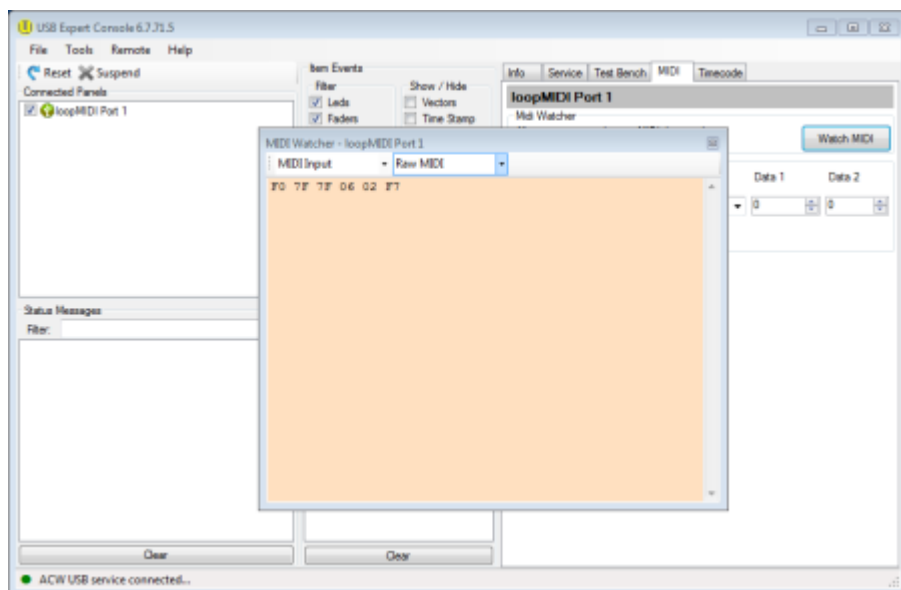 USB Expert Console 6.7.71.5
File Tools Remote Help
Reset Suspend
Connected Panels
loopMIDI Port 1
Item Events
Filter
Show / Hide
Leds
Vectors
Faders
Time Stamp
Info Service Test Bench MIDI Timecode
loopMIDI Port 1
Midi Watcher
Watch MIDI
Data 1 Data 2
0 0
MIDI Watcher - loopMIDI Port 1
MIDI Input Raw MIDI
F0 7F 7F 06 02 F7
Status Messages
Filter:
Clear Clear
ACW USB service connected...